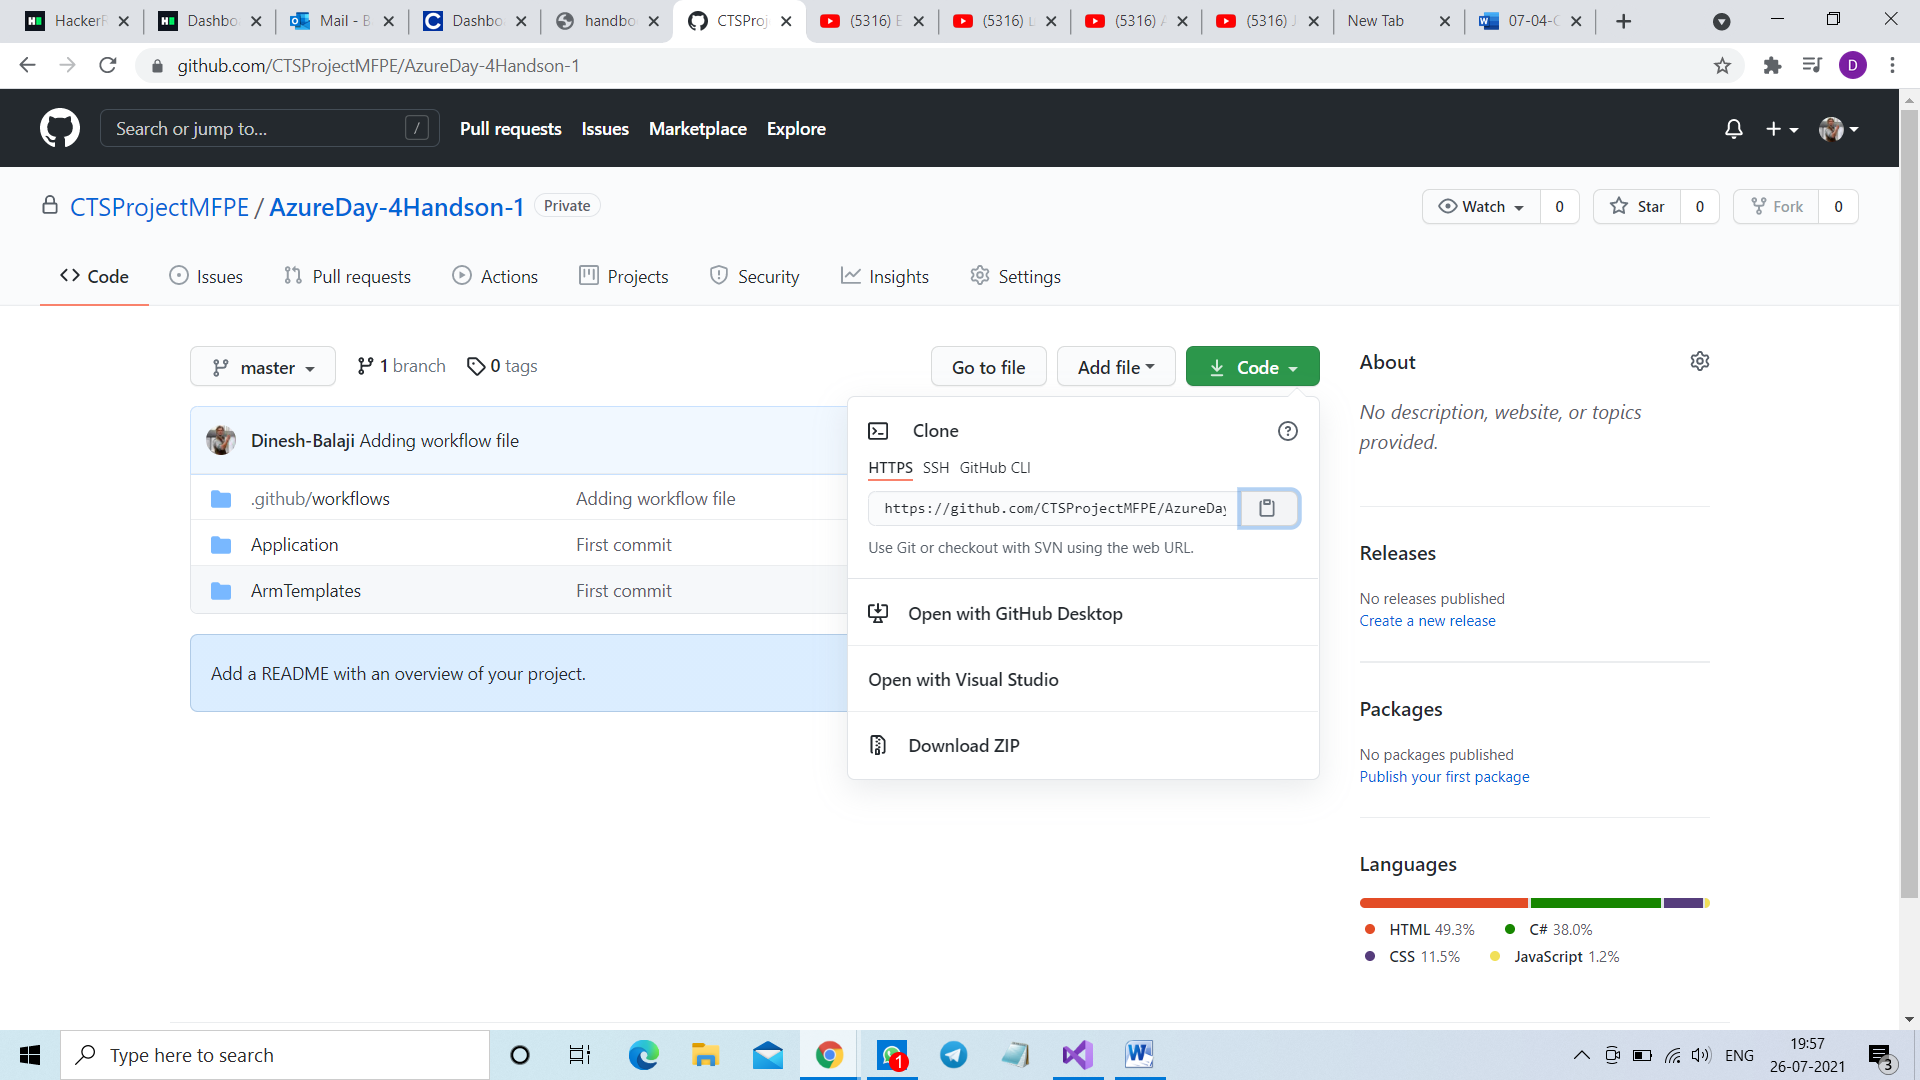 HackerR
Dashbo
Mail - B
Dashbo
handbo
CTSProj
(5316) E
(5316) L
(5316) A
(5316) J
New Tab
07-04-C
github.com/CTSProjectMFPE/AzureDay-4Handson-1
D
Search or jump to... /
Pull requests Issues Marketplace Explore
CTSProjectMFPE / AzureDay-4Handson-1 Private
Watch 0 Star 0 Fork 0
Code Issues Pull requests Actions Projects Security Insights Settings
master 1 branch 0 tags
Go to file Add file Code
Dinesh-Balaji Adding workflow file
.github/workflows Adding workflow file
Application First commit
ArmTemplates First commit
Add a README with an overview of your project.
Clone
HTTPS SSH GitHub CLI
https://github.com/CTSProjectMFPE/AzureDay
Use Git or checkout with SVN using the web URL.
Open with GitHub Desktop
Open with Visual Studio
Download ZIP
About
No description, website, or topics
provided.
Releases
No releases published
Create a new release
Packages
No packages published
Publish your first package
Languages
HTML 49.3% C# 38.0%
CSS 11.5% JavaScript 1.2%
Type here to search
1
ENG
19:57
26-07-2021
3